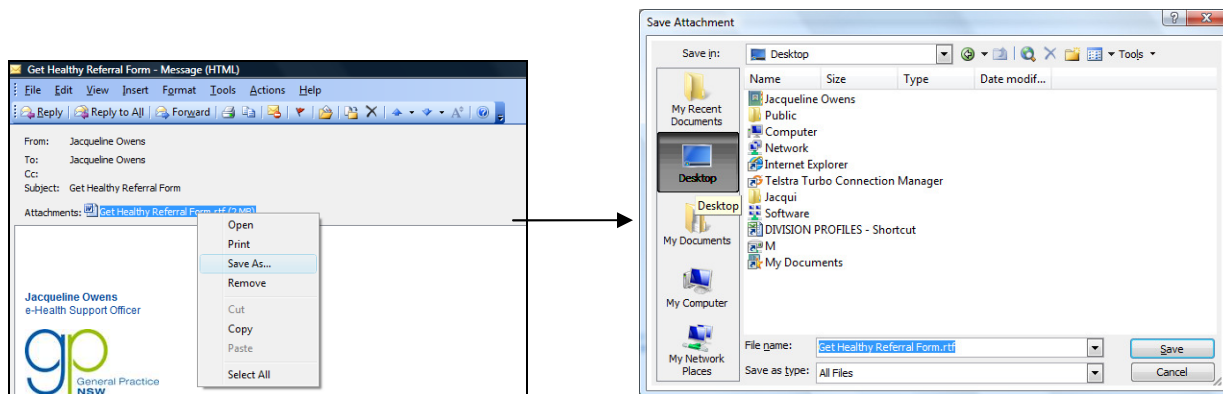 Get Healthy Referral Form - Message (HTML)
File Edit View Insert Format Tools Actions Help
Reply Reply to All Forward
From: Jacqueline Owens
To: Jacqueline Owens
Cc:
Subject: Get Healthy Referral Form
Attachments: Get Healthy Referral Form.rtf (2 MB)
Open
Print
Save As...
Remove
Cut
Copy
Paste
Select All
Jacqueline Owens
e-Health Support Officer
gp
General Practice
NSW
Save Attachment
Save in: Desktop Tools
My Recent
Documents
Desktop
Desktop
My Documents
My Computer
My Network
Places
Name Size Type Date modif...
Jacqueline Owens
Public
Computer
Network
Internet Explorer
Telstra Turbo Connection Manager
Jacqui
Software
DIVISION PROFILES - Shortcut
M
My Documents
File name: Get Healthy Referral Form.rtf Save
Save as type: All Files Cancel